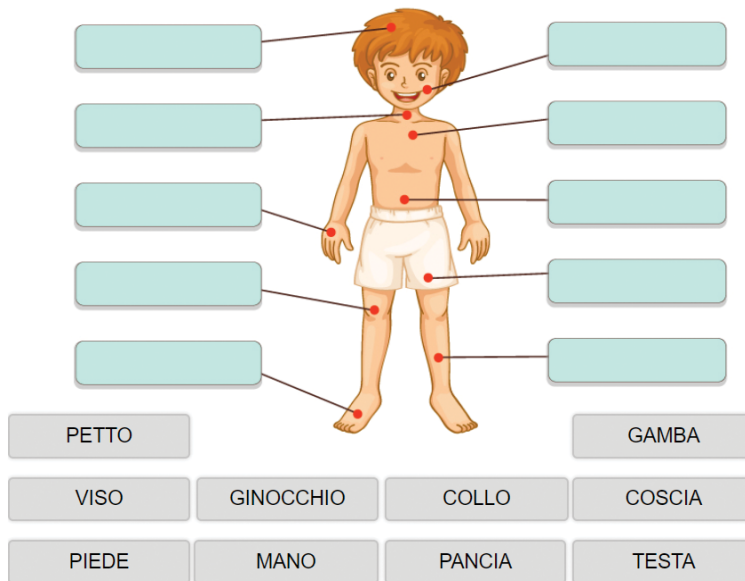 PETTO GAMBA
VISO GINOCCHIO COLLO COSCIA
PIEDE MANO PANCIA TESTA